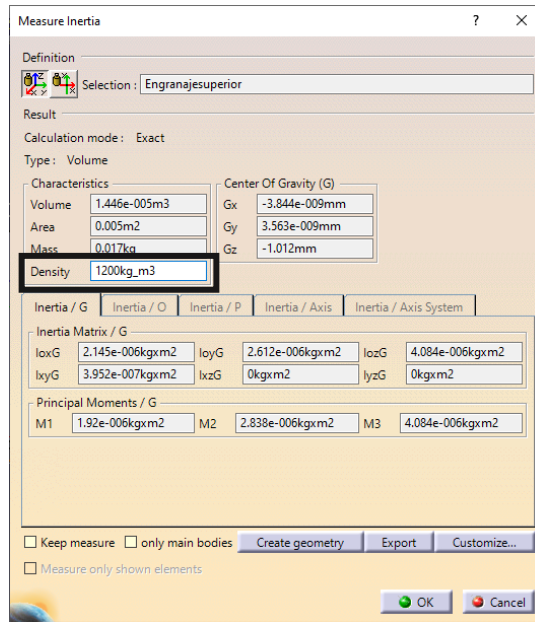 Measure Inertia ? ×
Definition
Selection : Engranajesuperior
Result
Calculation mode : Exact
Type : Volume
Characteristics Center Of Gravity (G)
Volume 1.446e-005m3 Gx -3.844e-009mm
Area 0.005m2 Gy 3.563e-009mm
Mass 0.017kg Gz -1.012mm
Density 1200kg_m3
Inertia / G Inertia / O Inertia / P Inertia / Axis Inertia / Axis System
Inertia Matrix / G
IoxG 2.145e-006kgxm2 IoyG 2.612e-006kgxm2 IozG 4.084e-006kgxm2
IxyG 3.952e-007kgxm2 IxzG 0kgxm2 IyzG 0kgxm2
Principal Moments / G
M1 1.92e-006kgxm2 M2 2.838e-006kgxm2 M3 4.084e-006kgxm2
Keep measure only main bodies Create geometry Export Customize...
Measure only shown elements
OK Cancel